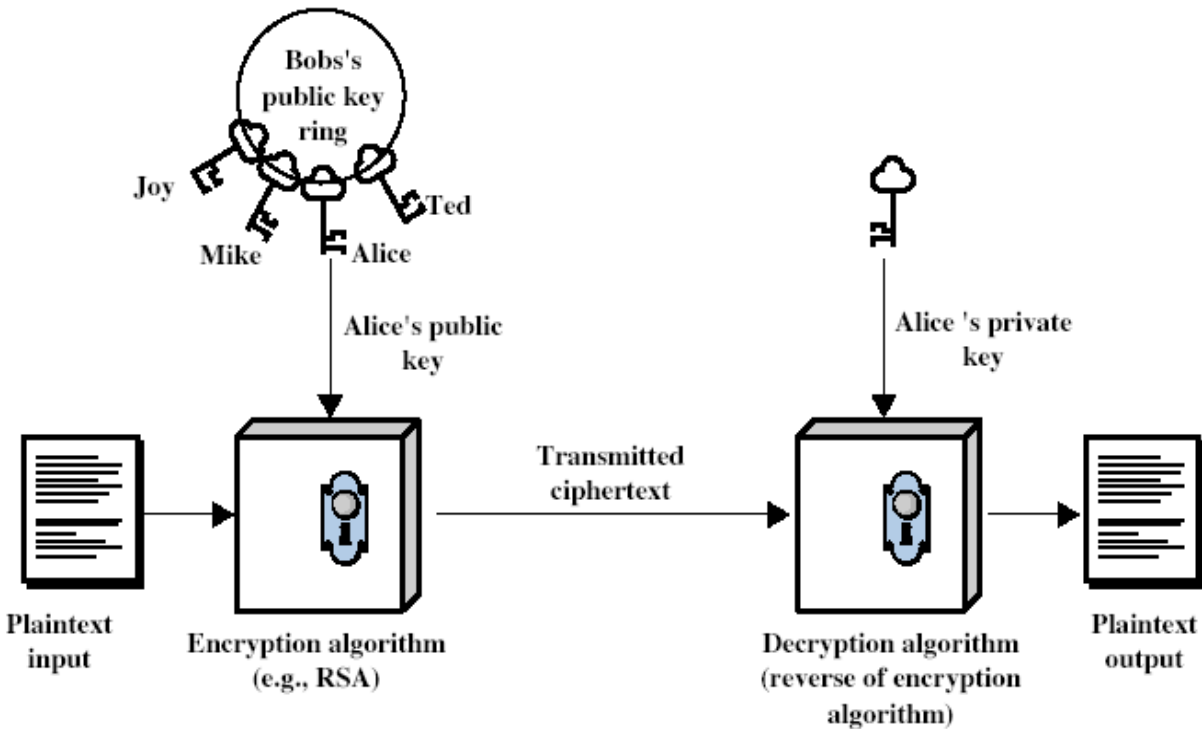 Bobs's
public key
ring
Joy
Ted
Mike
Alice
Alice's public
key
Alice 's private
key
Transmitted
ciphertext
Plaintext
input
Encryption algorithm
(e.g., RSA)
Decryption algorithm
(reverse of encryption
algorithm)
Plaintext
output